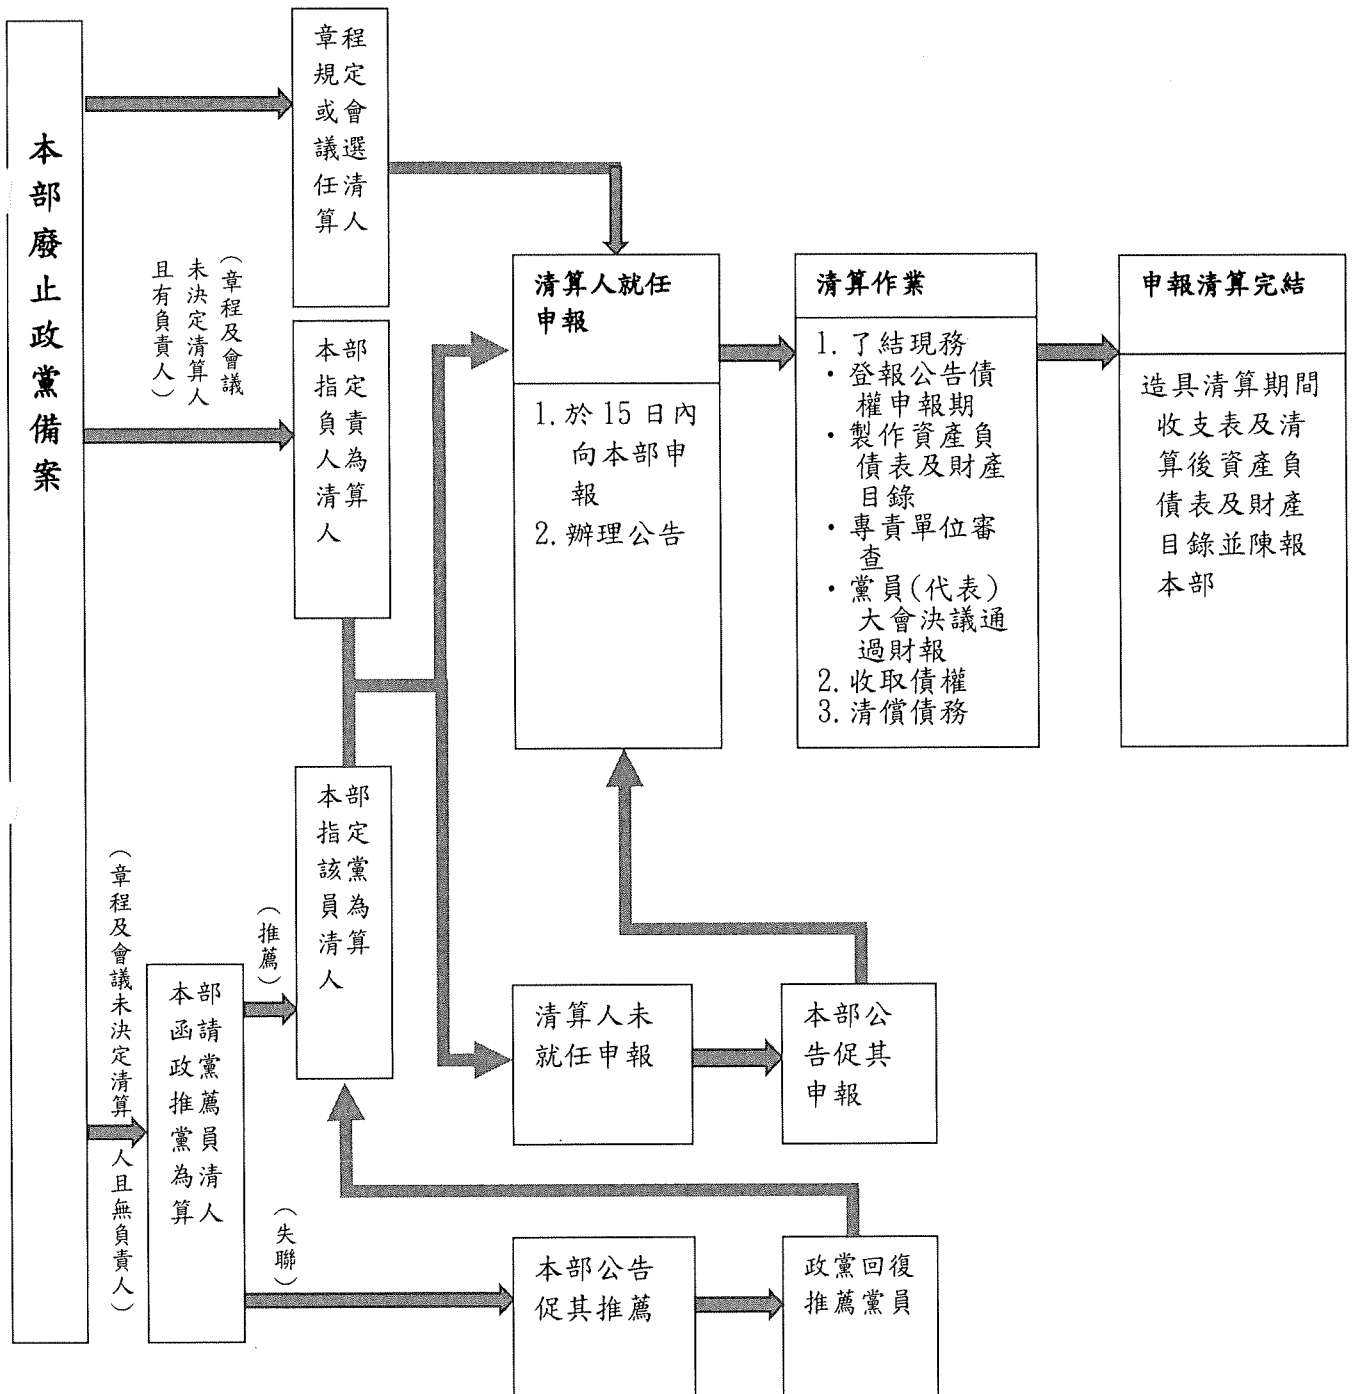 本部廢止政黨備案
章程
規定
或會
議選
任清
算人
（章程及會議
未決定清算人
且有負責人）
本部
指定
負責
人為
清算
人
清算人就任
申報
1. 於 15 日內
向本部申
報
2. 辦理公告
清算作業
1. 了結現務
・登報公告債
權申報期
・製作資產負
債表及財產
目錄
・專責單位審
查
・黨員(代表)
大會決議通
過財報
2. 收取債權
3. 清償債務
申報清算完結
造具清算期間
收支表及清
算後資產負
債表及財產
目錄並陳報
本部
本部
指定
該黨
員為
清算
人
（章程及會議未決定清算人且無負責人）
本部
函請
政黨
推薦
黨員
為清
算人
（推薦）
（失聯）
清算人未
就任申報
本部公
告促其
申報
本部公告
促其推薦
政黨回復
推薦黨員